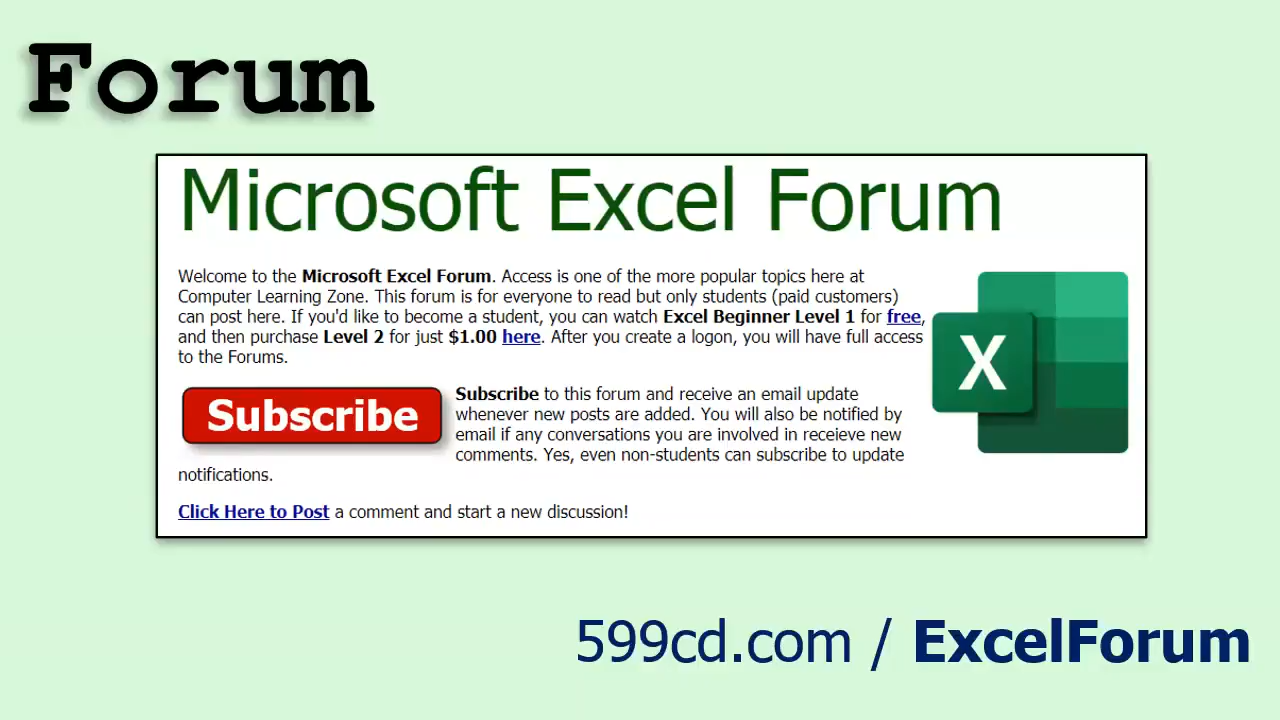 Forum
Microsoft Excel Forum
Welcome to the Microsoft Excel Forum. Access is one of the more popular topics here at
Computer Learning Zone. This forum is for everyone to read but only students (paid customers)
can post here. If you'd like to become a student, you can watch Excel Beginner Level 1 for free,
and then purchase Level 2 for just $1.00 here. After you create a logon, you will have full access
to the Forums.
X
Subscribe
Subscribe to this forum and receive an email update
whenever new posts are added. You will also be notified by
email if any conversations you are involved in receieve new
comments. Yes, even non-students can subscribe to update
notifications.
Click Here to Post a comment and start a new discussion!
599cd.com / ExcelForum